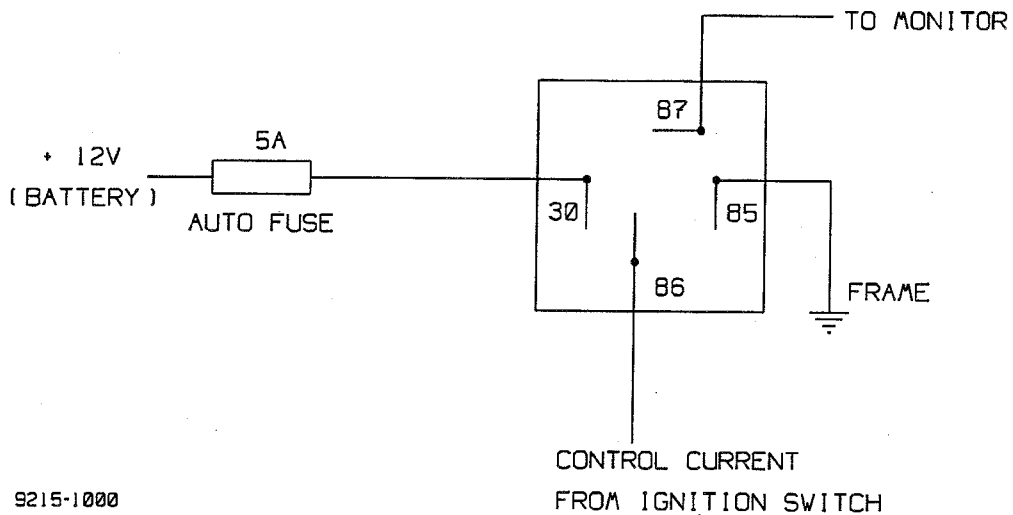 TO MONITOR
87
5A
+ 12V
(BATTERY)
AUTO FUSE
30
85
86
FRAME
CONTROL CURRENT
FROM IGNITION SWITCH
9215-1000